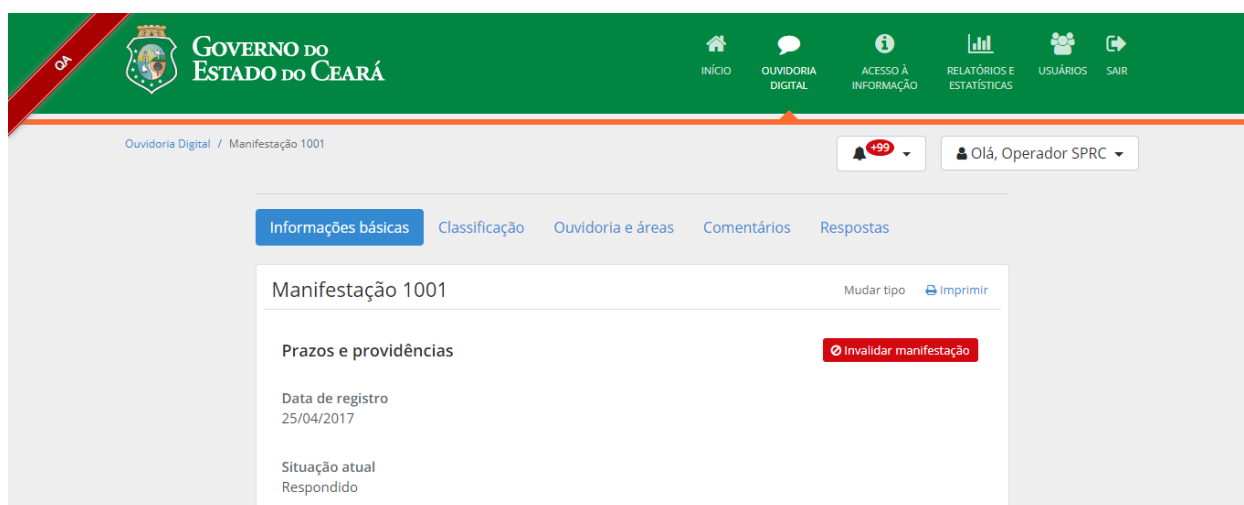 QA
GOVERNO DO
ESTADO DO CEARÁ
INÍCIO
OUVIDORIA
DIGITAL
ACESSO À
INFORMAÇÃO
RELATÓRIOS E
ESTATÍSTICAS
USUÁRIOS
SAIR
Ouvidoria Digital / Manifestação 1001
+99
Olá, Operador SPRC
Informações básicas Classificação Ouvidoria e áreas Comentários Respostas
Manifestação 1001
Mudar tipo Imprimir
Prazos e providências
Invalidar manifestação
Data de registro
25/04/2017
Situação atual
Respondido